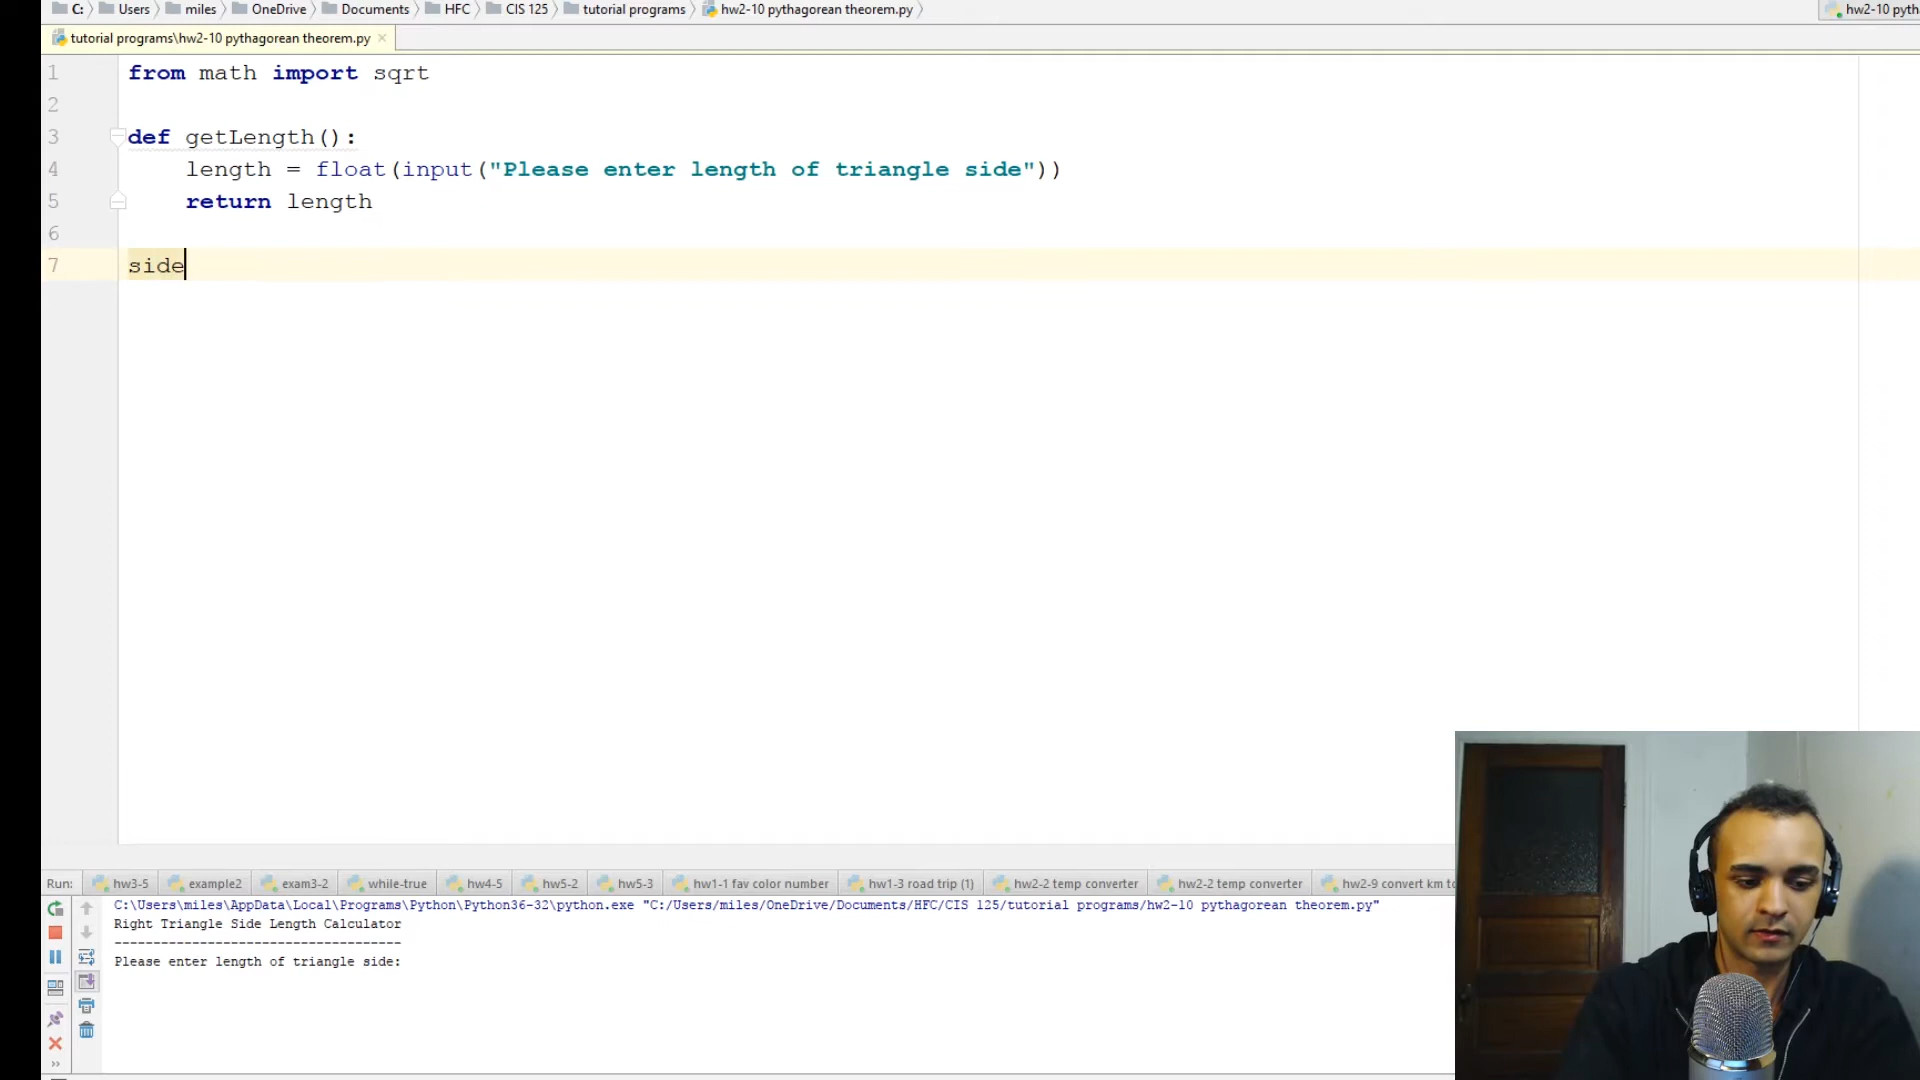 C: Users miles OneDrive Documents HFC CIS 125 tutorial programs hw2-10 pythagorean theorem.py hw2-10 pyth
tutorial programs\hw2-10 pythagorean theorem.py ×
1 from math import sqrt
2
3 def getLength():
4 length = float(input("Please enter length of triangle side"))
5 return length
6
7 side
Run: hw3-5 example2 exam3-2 while-true hw4-5 hw5-2 hw5-3 hw1-1 fav color number hw1-3 road trip (1) hw2-2 temp converter hw2-2 temp converter hw2-9 convert km to
C:\Users\miles\AppData\Local\Programs\Python\Python36-32\python.exe "C:/Users/miles/OneDrive/Documents/HFC/CIS 125/tutorial programs/hw2-10 pythagorean theorem.py"
Right Triangle Side Length Calculator
-------------------------------------
Please enter length of triangle side: